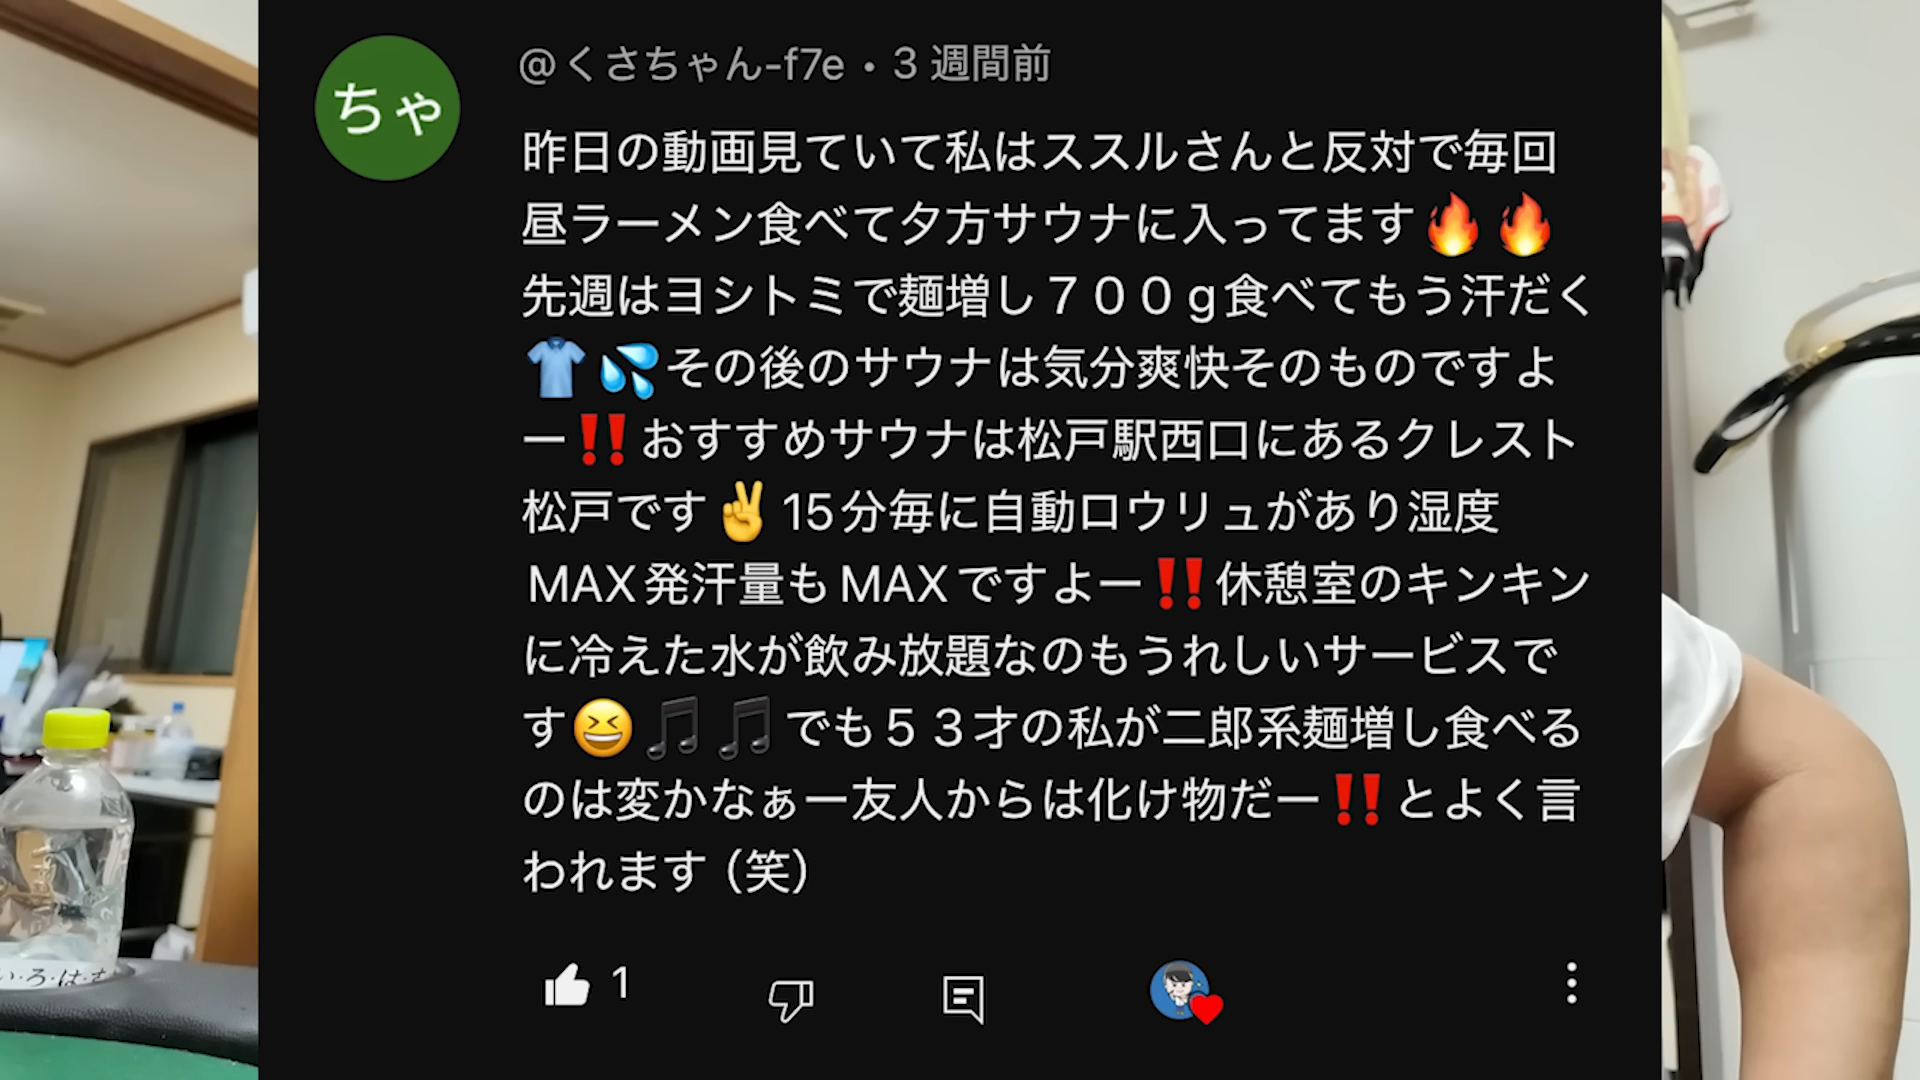 ちゃ
@くさちゃん-f7e • 3 週間前
昨日の動画見ていて私はススルさんと反対で毎回
昼ラーメン食べて夕方サウナに入ってます🔥🔥
先週はヨシトミで麺増し７００g食べてもう汗だく
👕💦その後のサウナは気分爽快そのものですよ
ー‼️おすすめサウナは松戸駅西口にあるクレスト
松戸です✌️15分毎に自動ロウリュがあり湿度
MAX発汗量もMAXですよー‼️休憩室のキンキン
に冷えた水が飲み放題なのもうれしいサービスで
す😆🎵🎵でも５３才の私が二郎系麺増し食べる
のは変かなぁー友人からは化け物だー‼️とよく言
われます（笑）
1
い・ろ・は・す